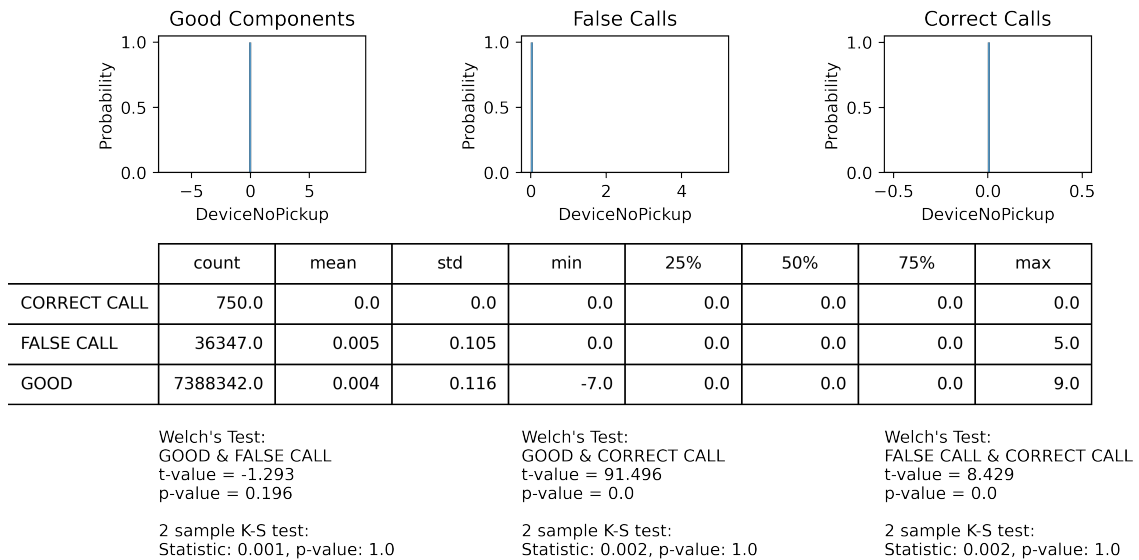 Good Components
False Calls
Correct Calls
Probability
1.0
0.5
0.0
−5
0
5
DeviceNoPickup
Probability
1.0
0.5
0.0
0
2
4
DeviceNoPickup
Probability
1.0
0.5
0.0
−0.5
0.0
0.5
DeviceNoPickup
count mean std min 25% 50% 75% max
CORRECT CALL 750.0 0.0 0.0 0.0 0.0 0.0 0.0 0.0
FALSE CALL 36347.0 0.005 0.105 0.0 0.0 0.0 0.0 5.0
GOOD 7388342.0 0.004 0.116 -7.0 0.0 0.0 0.0 9.0
Welch's Test:
GOOD & FALSE CALL
t-value = -1.293
p-value = 0.196
2 sample K-S test:
Statistic: 0.001, p-value: 1.0
Welch's Test:
GOOD & CORRECT CALL
t-value = 91.496
p-value = 0.0
2 sample K-S test:
Statistic: 0.002, p-value: 1.0
Welch's Test:
FALSE CALL & CORRECT CALL
t-value = 8.429
p-value = 0.0
2 sample K-S test:
Statistic: 0.002, p-value: 1.0